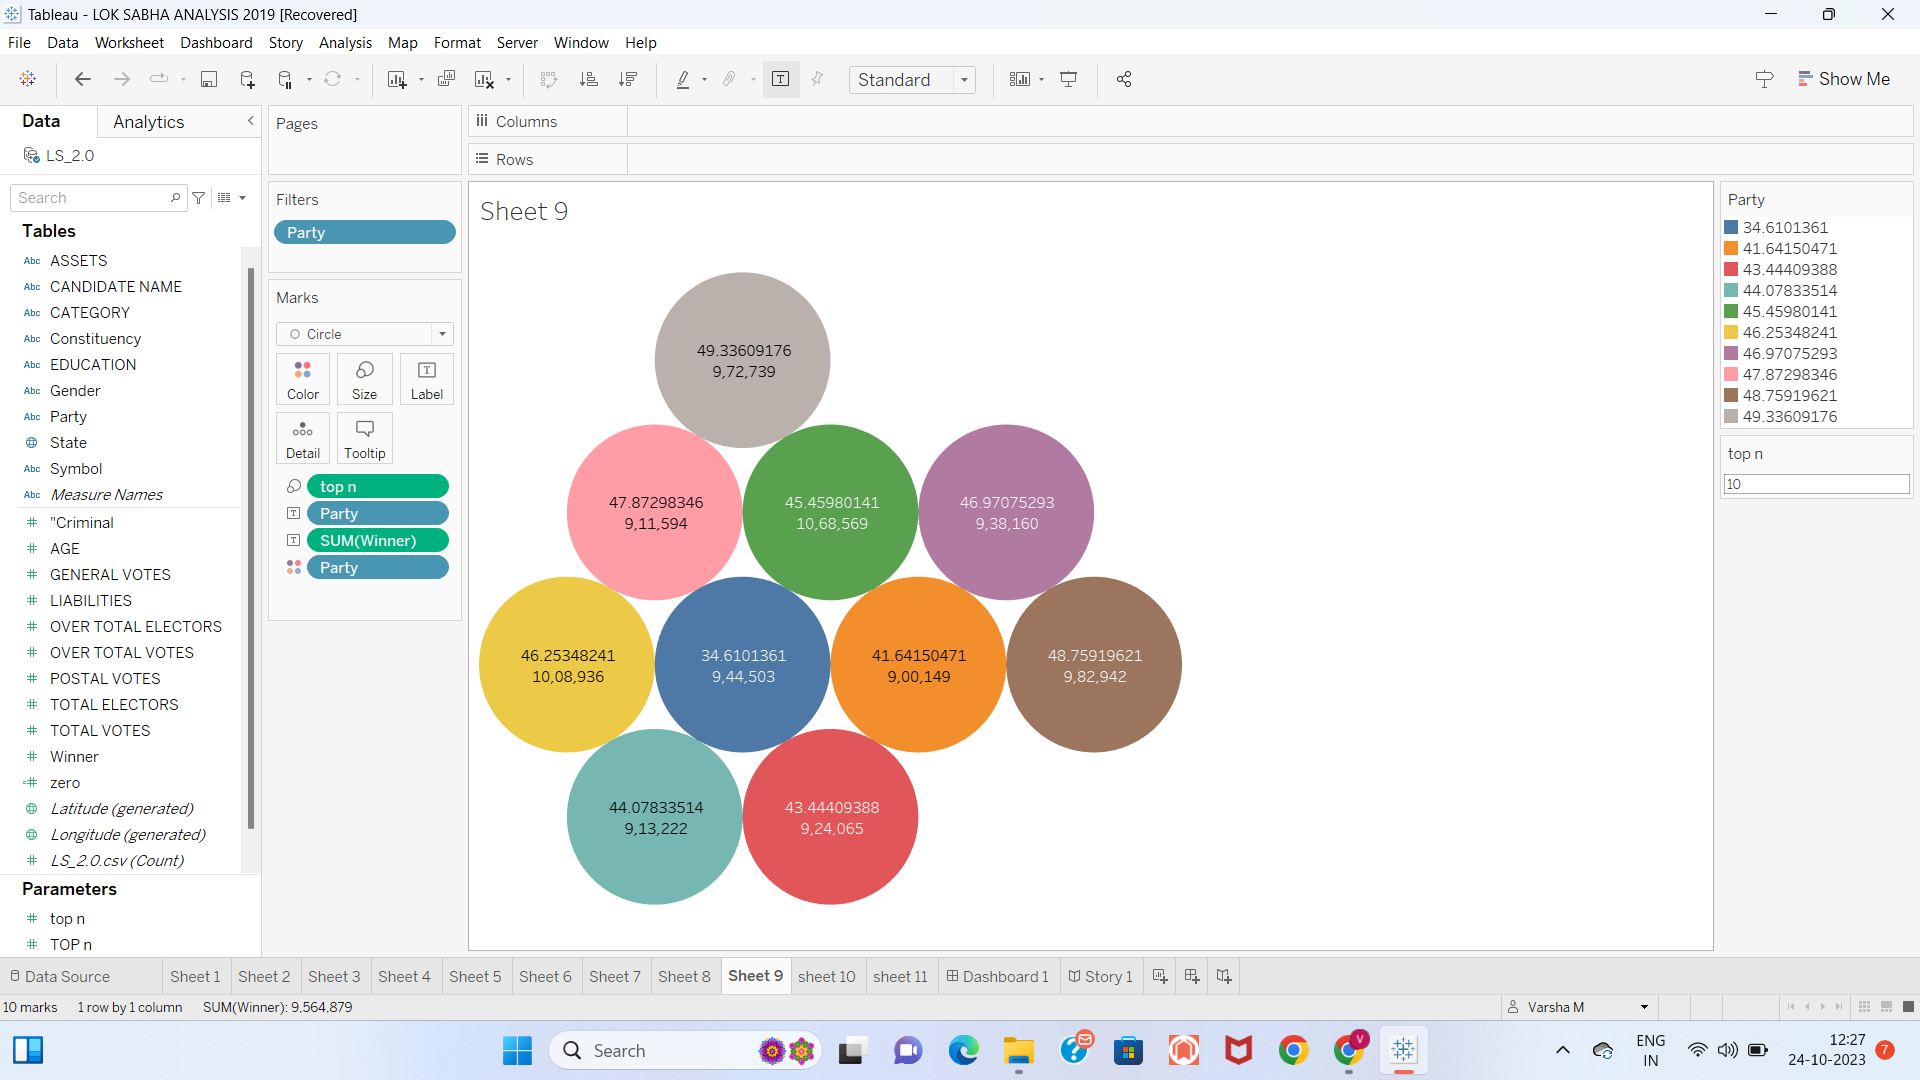 Tableau - LOK SABHA ANALYSIS 2019 [Recovered]
File Data Worksheet Dashboard Story Analysis Map Format Server Window Help
Standard
Show Me
Data Analytics
LS_2.0
Search
Tables
Abc ASSETS
Abc CANDIDATE NAME
Abc CATEGORY
Abc Constituency
Abc EDUCATION
Abc Gender
Abc Party
State
Abc Symbol
Abc Measure Names
# "Criminal
# AGE
# GENERAL VOTES
# LIABILITIES
# OVER TOTAL ELECTORS
# OVER TOTAL VOTES
# POSTAL VOTES
# TOTAL ELECTORS
# TOTAL VOTES
# Winner
=# zero
Latitude (generated)
Longitude (generated)
# LS_2.0.csv (Count)
Parameters
# top n
# TOP n
Pages
Filters
Party
Marks
Circle
Color Size Label
Detail Tooltip
top n
T Party
T SUM(Winner)
Party
Columns
Rows
Sheet 9
49.33609176
9,72,739
47.87298346
9,11,594
45.45980141
10,68,569
46.97075293
9,38,160
46.25348241
10,08,936
34.6101361
9,44,503
41.64150471
9,00,149
48.75919621
9,82,942
44.07833514
9,13,222
43.44409388
9,24,065
Party
34.6101361
41.64150471
43.44409388
44.07833514
45.45980141
46.25348241
46.97075293
47.87298346
48.75919621
49.33609176
top n
10
Data Source Sheet 1 Sheet 2 Sheet 3 Sheet 4 Sheet 5 Sheet 6 Sheet 7 Sheet 8 Sheet 9 sheet 10 sheet 11 Dashboard 1 Story 1
10 marks 1 row by 1 column SUM(Winner): 9,564,879
Varsha M
Search
V
ENG
IN
12:27
24-10-2023
7